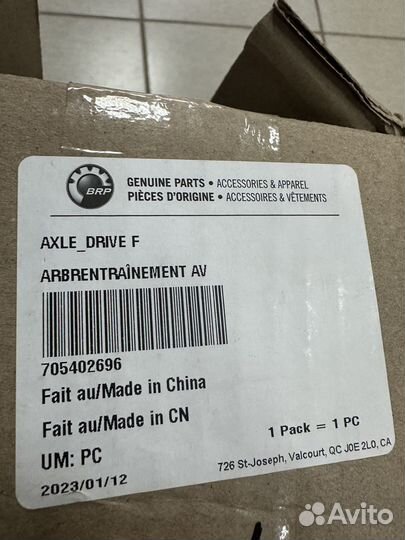 BRP
GENUINE PARTS • ACCESSORIES & APPAREL
PIÈCES D'ORIGINE • ACCESSOIRES & VÊTEMENTS
AXLE_DRIVE F
ARBRENTRAÎNEMENT AV
705402696
Fait au/Made in China
Fait au/Made in CN
UM: PC
1 Pack = 1 PC
2023/01/12
726 St-Joseph, Valcourt, QC J0E 2L0, CA
Avito